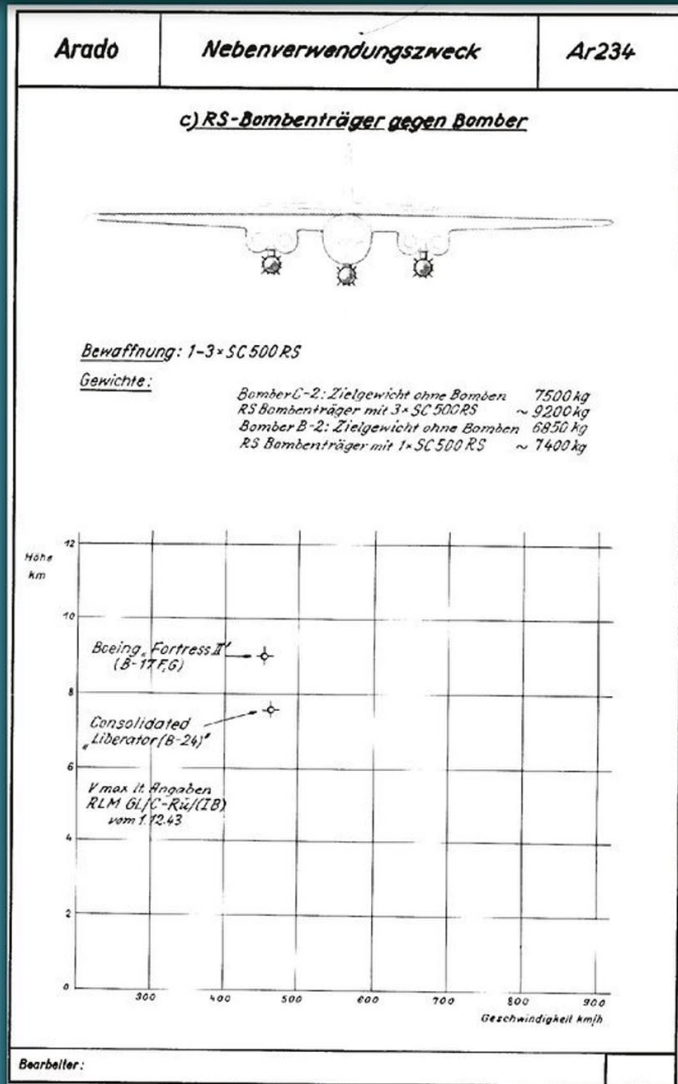 Arado
Nebenverwendungszweck
Ar234
c) RS-Bombenträger gegen Bomber
Bewaffnung: 1-3 × SC 500 RS
Gewichte:
Bomber C-2: Zielgewicht ohne Bomben 7500 kg
RS Bombenträger mit 3 × SC 500 RS ~ 9200 kg
Bomber B-2: Zielgewicht ohne Bomben 6850 kg
RS Bombenträger mit 1 × SC 500 RS ~ 7400 kg
Höhe
km
12
10
8
6
4
2
0
Boeing „Fortress II"
(B-17F,G)
Consolidated
„Liberator (B-24)"
V max lt. Angaben
RLM GL/C-Rü/(IB)
vom 1.12.43
300 400 500 600 700 800 900
Geschwindigkeit km/h
Bearbeiter: